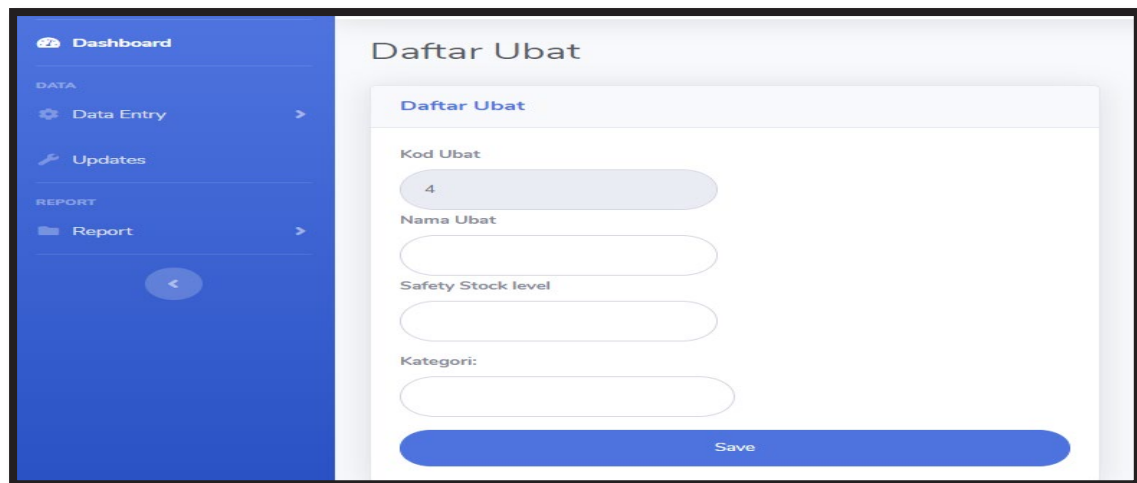 Dashboard
DATA
Data Entry
Updates
REPORT
Report
Daftar Ubat
Daftar Ubat
Kod Ubat
4
Nama Ubat
Safety Stock level
Kategori:
Save